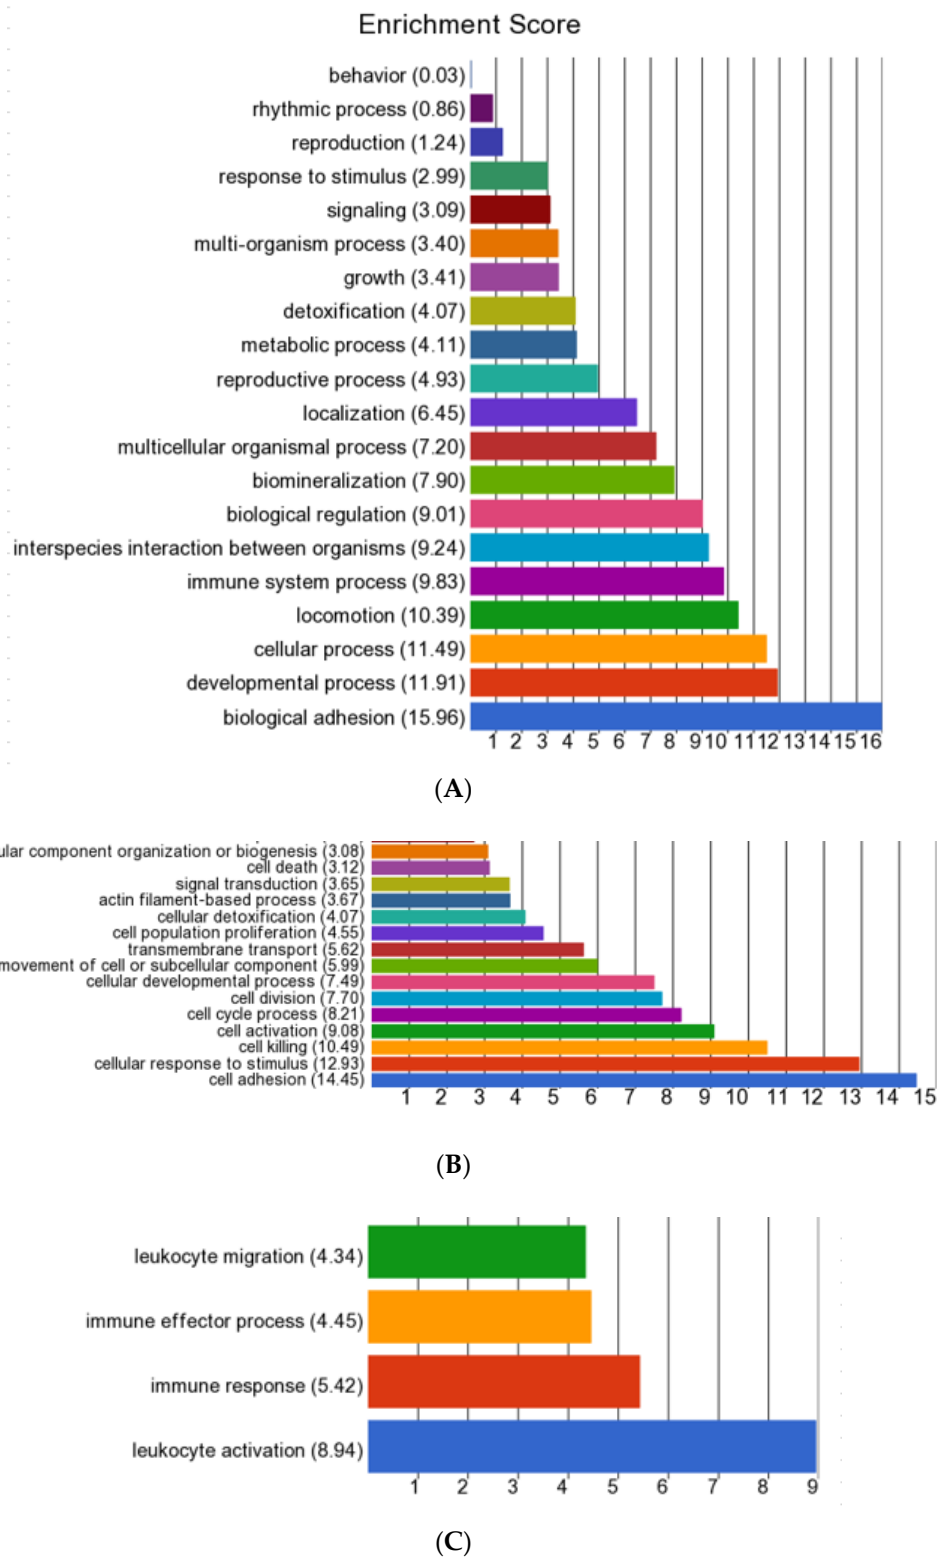 Enrichment Score
behavior (0.03)
rhythmic process (0.86)
reproduction (1.24)
response to stimulus (2.99)
signaling (3.09)
multi-organism process (3.40)
growth (3.41)
detoxification (4.07)
metabolic process (4.11)
reproductive process (4.93)
localization (6.45)
multicellular organismal process (7.20)
biomineralization (7.90)
biological regulation (9.01)
interspecies interaction between organisms (9.24)
immune system process (9.83)
locomotion (10.39)
cellular process (11.49)
developmental process (11.91)
biological adhesion (15.96)
1 2 3 4 5 6 7 8 9 10 11 12 13 14 15 16
(A)
ular component organization or biogenesis (3.08)
cell death (3.12)
signal transduction (3.65)
actin filament-based process (3.67)
cellular detoxification (4.07)
cell population proliferation (4.55)
transmembrane transport (5.62)
movement of cell or subcellular component (5.99)
cellular developmental process (7.49)
cell division (7.70)
cell cycle process (8.21)
cell activation (9.08)
cell killing (10.49)
cellular response to stimulus (12.93)
cell adhesion (14.45)
1 2 3 4 5 6 7 8 9 10 11 12 13 14 15
(B)
leukocyte migration (4.34)
immune effector process (4.45)
immune response (5.42)
leukocyte activation (8.94)
1 2 3 4 5 6 7 8 9
(C)